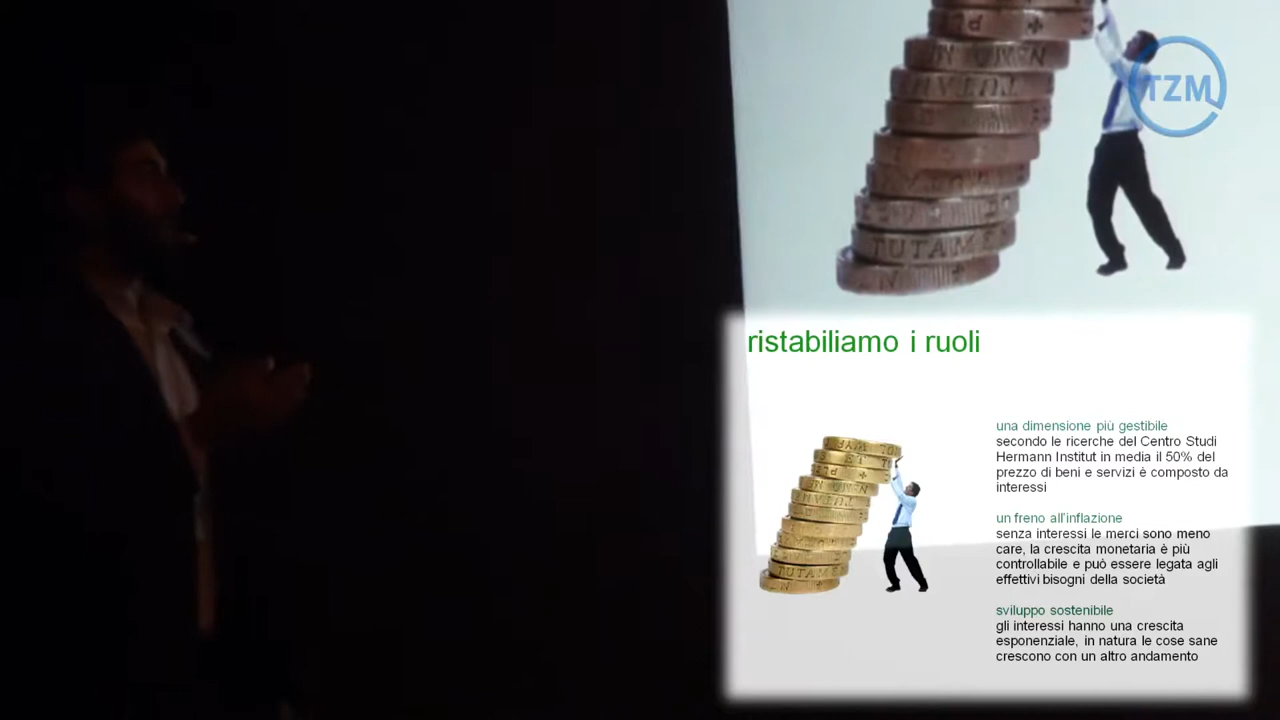 TZM
TUTAMEN
ristabiliamo i ruoli
una dimensione più gestibile
secondo le ricerche del Centro Studi
Hermann Institut in media il 50% del
prezzo di beni e servizi è composto da
interessi
un freno all'inflazione
senza interessi le merci sono meno
care, la crescita monetaria è più
controllabile e può essere legata agli
effettivi bisogni della società
sviluppo sostenibile
gli interessi hanno una crescita
esponenziale, in natura le cose sane
crescono con un altro andamento